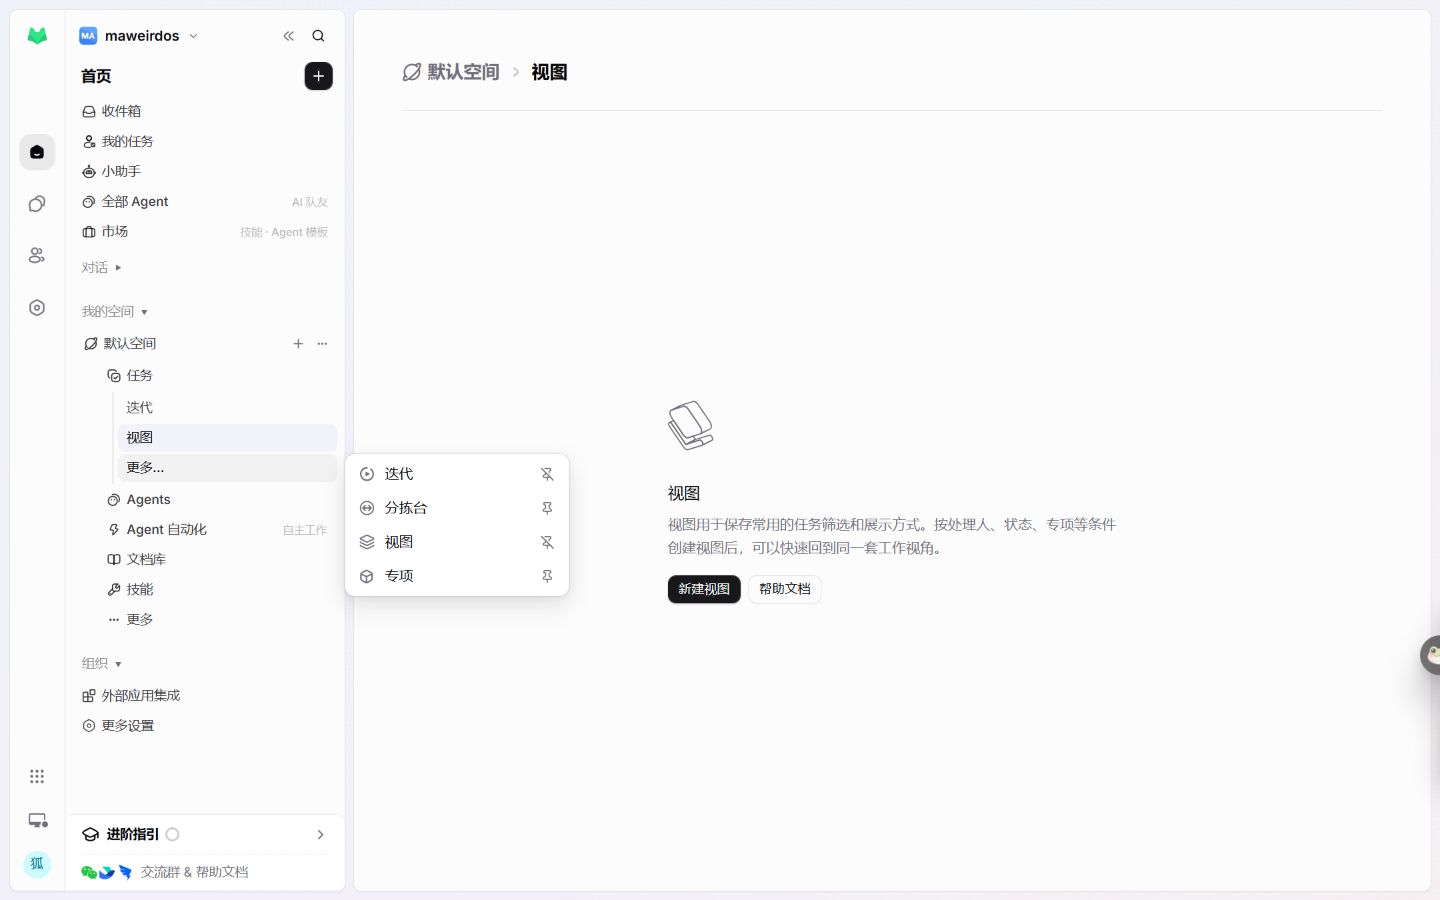 MA maweirdos
首页
收件箱
我的任务
小助手
全部 Agent AI 队友
市场 技能 · Agent 模板
对话
我的空间
默认空间
任务
迭代
视图
更多...
Agents
Agent 自动化 自主工作
文档库
技能
更多
组织
外部应用集成
更多设置
进阶指引
狐
交流群 & 帮助文档
迭代
分拣台
视图
专项
默认空间 > 视图
视图
视图用于保存常用的任务筛选和展示方式。按处理人、状态、专项等条件
创建视图后，可以快速回到同一套工作视角。
新建视图 帮助文档